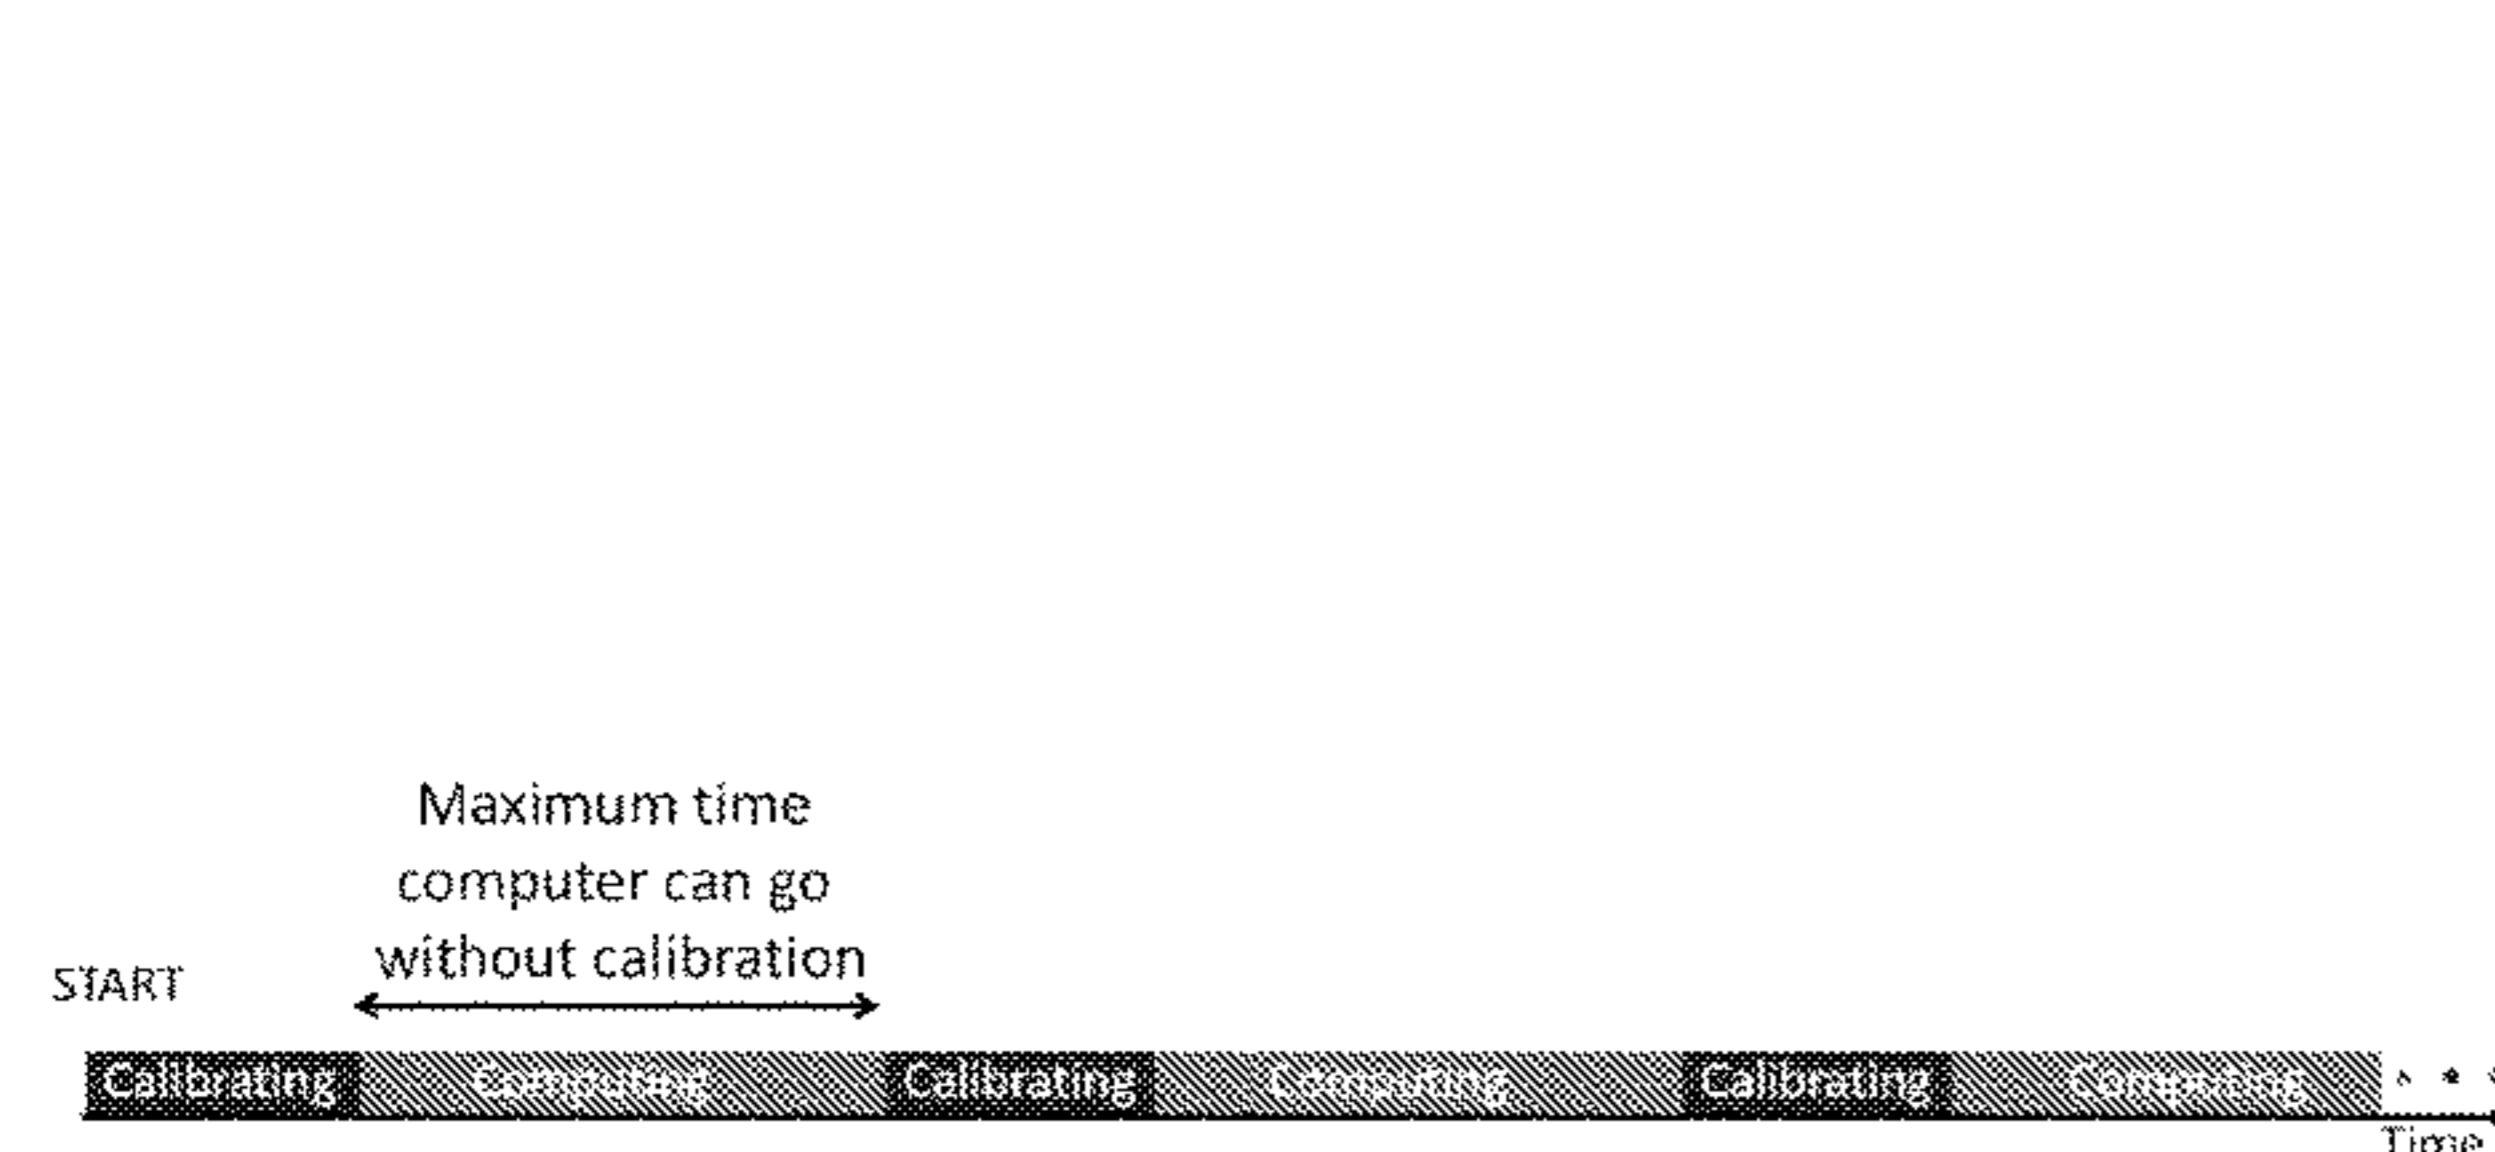 Maximum time
computer can go
without calibration
START
Calibrating Computing Calibrating Computing Calibrating Computing
Time